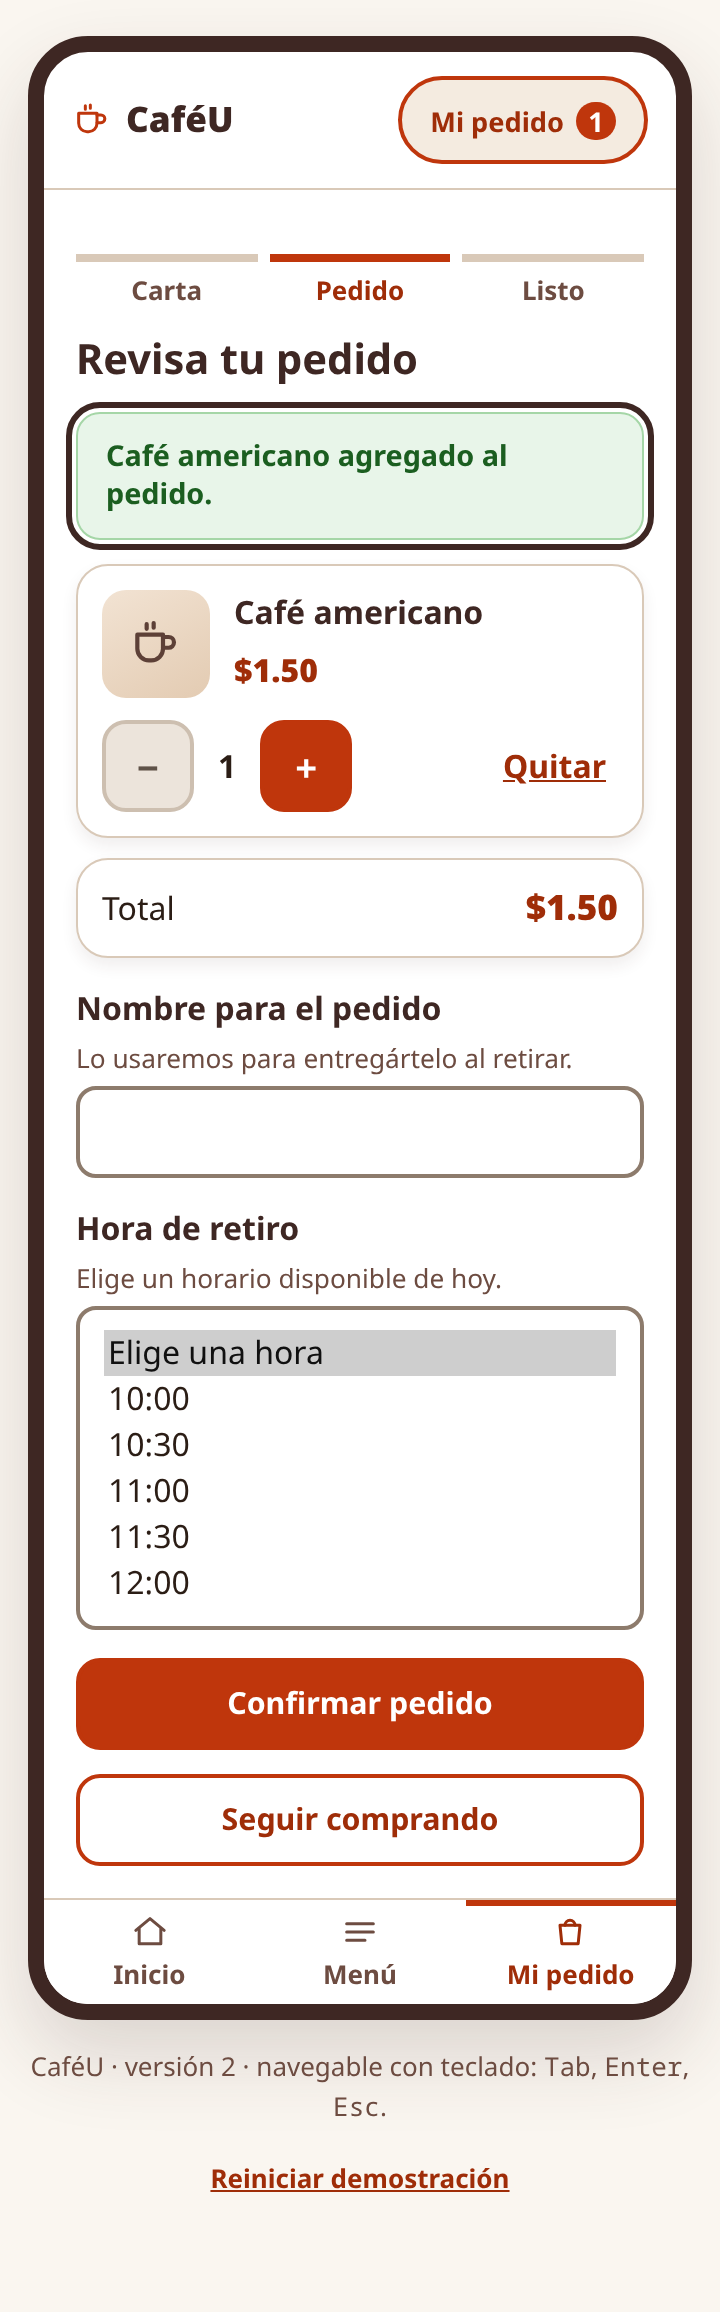 CaféU
Mi pedido 1
Carta
Pedido
Listo
Revisa tu pedido
Café americano agregado al
pedido.
Café americano
$1.50
− 1 +
Quitar
Total
$1.50
Nombre para el pedido
Lo usaremos para entregártelo al retirar.
Hora de retiro
Elige un horario disponible de hoy.
Elige una hora
10:00
10:30
11:00
11:30
12:00
Confirmar pedido
Seguir comprando
Inicio
Menú
Mi pedido
CaféU · versión 2 · navegable con teclado: Tab, Enter,
Esc.
Reiniciar demostración